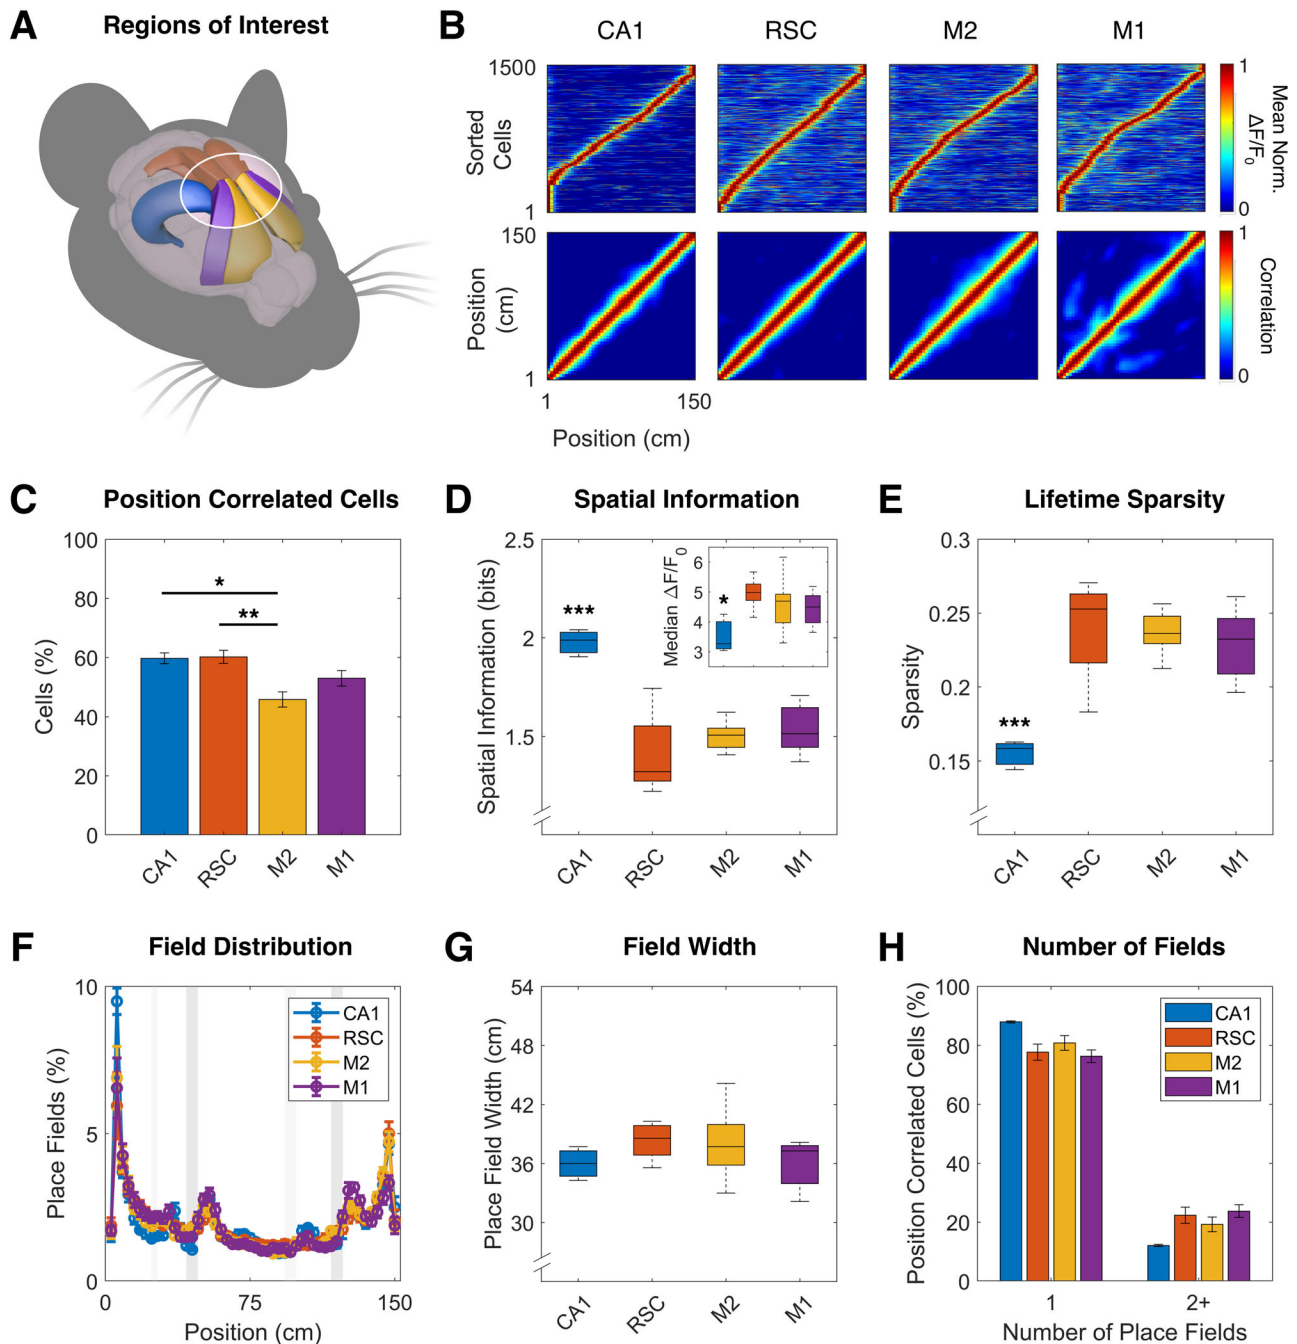 A Regions of Interest
B CA1 RSC M2 M1
1500
Sorted
Cells
1
1
Mean Norm.
ΔF/F0
0
150
Position
(cm)
1
1 150
Position (cm)
1
Correlation
0
C Position Correlated Cells
Cells (%)
100
80
60
40
20
0
*
**
CA1 RSC M2 M1
D Spatial Information
Spatial Information (bits)
2.5
2
1.5
***
Median ΔF/F0
6
5
4
3
*
CA1 RSC M2 M1
E Lifetime Sparsity
Sparsity
0.3
0.25
0.2
0.15
***
CA1 RSC M2 M1
F Field Distribution
Place Fields (%)
10
5
0
CA1
RSC
M2
M1
0 75 150
Position (cm)
G Field Width
Place Field Width (cm)
54
48
42
36
30
CA1 RSC M2 M1
H Number of Fields
Position Correlated Cells (%)
100
80
60
40
20
0
CA1
RSC
M2
M1
1 2+
Number of Place Fields